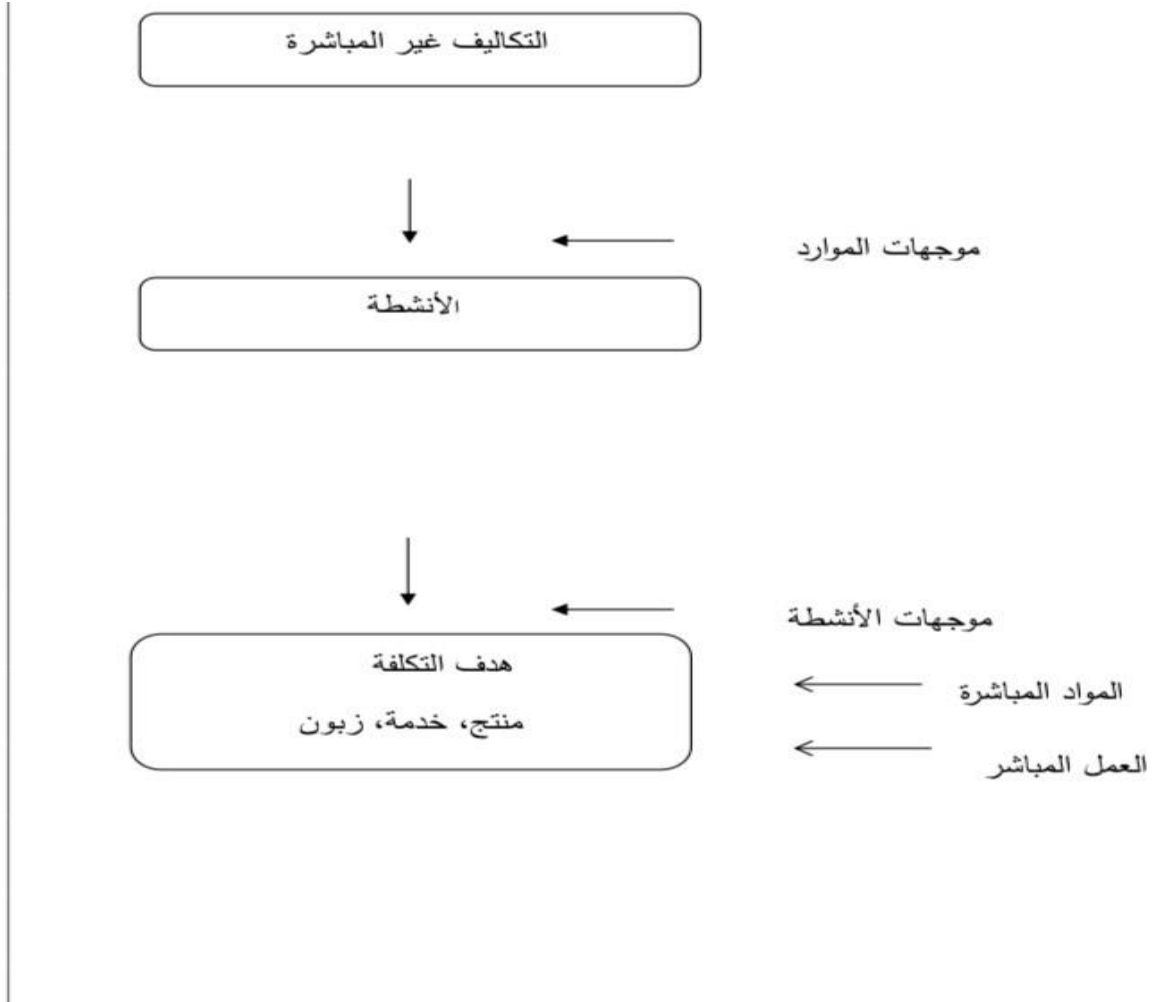 التكاليف غير المباشرة
موجهات الموارد
الأنشطة
موجهات الأنشطة
هدف التكلفة
المواد المباشرة
منتج، خدمة، زبون
العمل المباشر